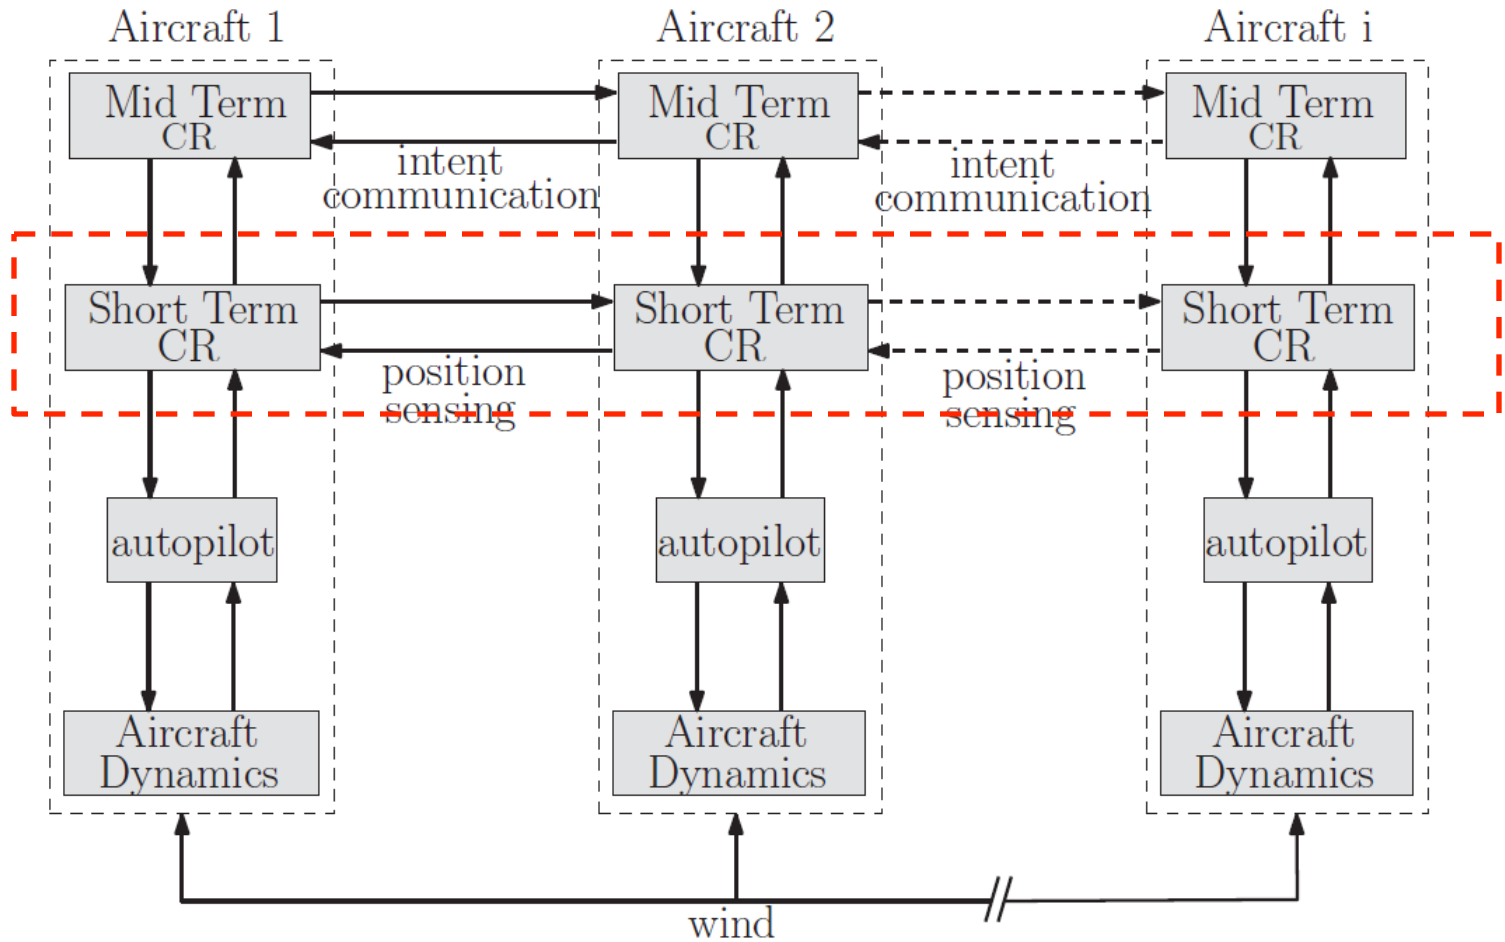 Aircraft 1
Aircraft 2
Aircraft i
Mid Term
CR
Mid Term
CR
Mid Term
CR
intent
communication
intent
communication
Short Term
CR
Short Term
CR
Short Term
CR
position
sensing
position
sensing
autopilot
autopilot
autopilot
Aircraft
Dynamics
Aircraft
Dynamics
Aircraft
Dynamics
wind